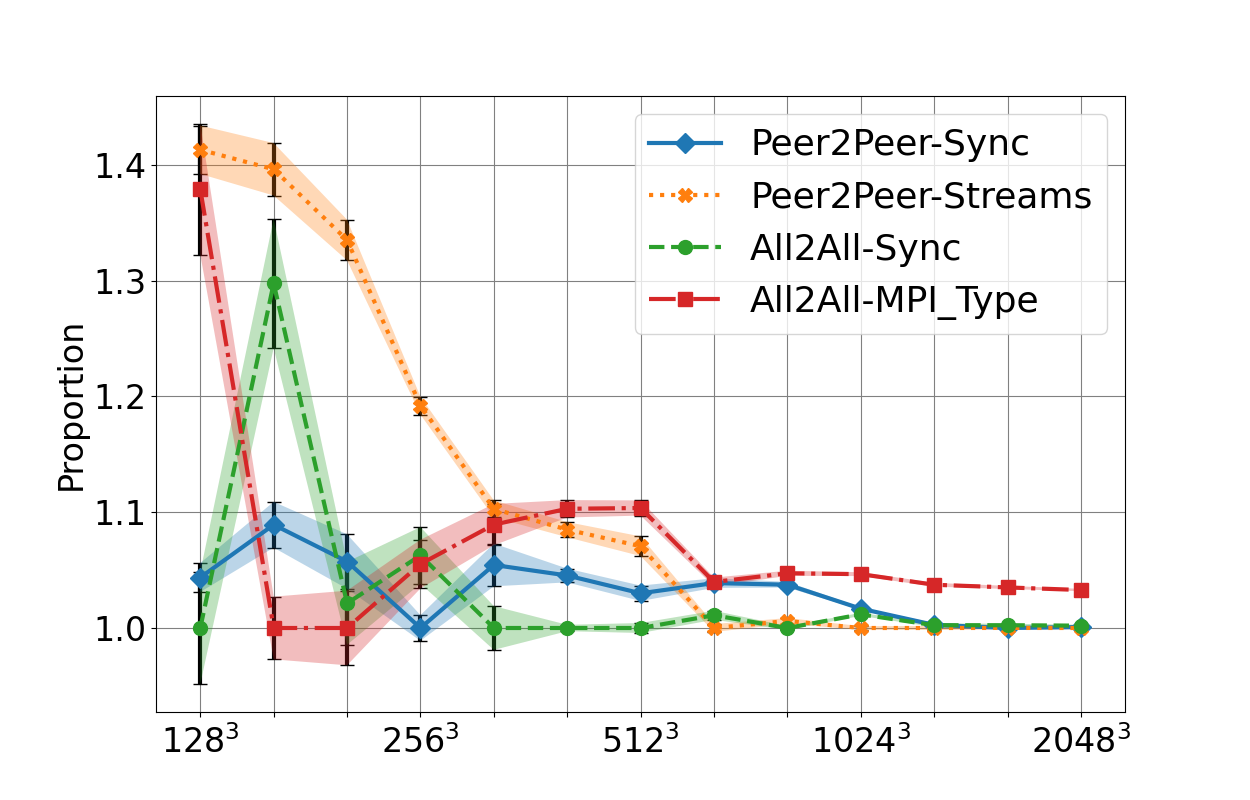 Proportion
1.4
1.3
1.2
1.1
1.0
128³
256³
512³
1024³
2048³
Peer2Peer-Sync
Peer2Peer-Streams
All2All-Sync
All2All-MPI_Type